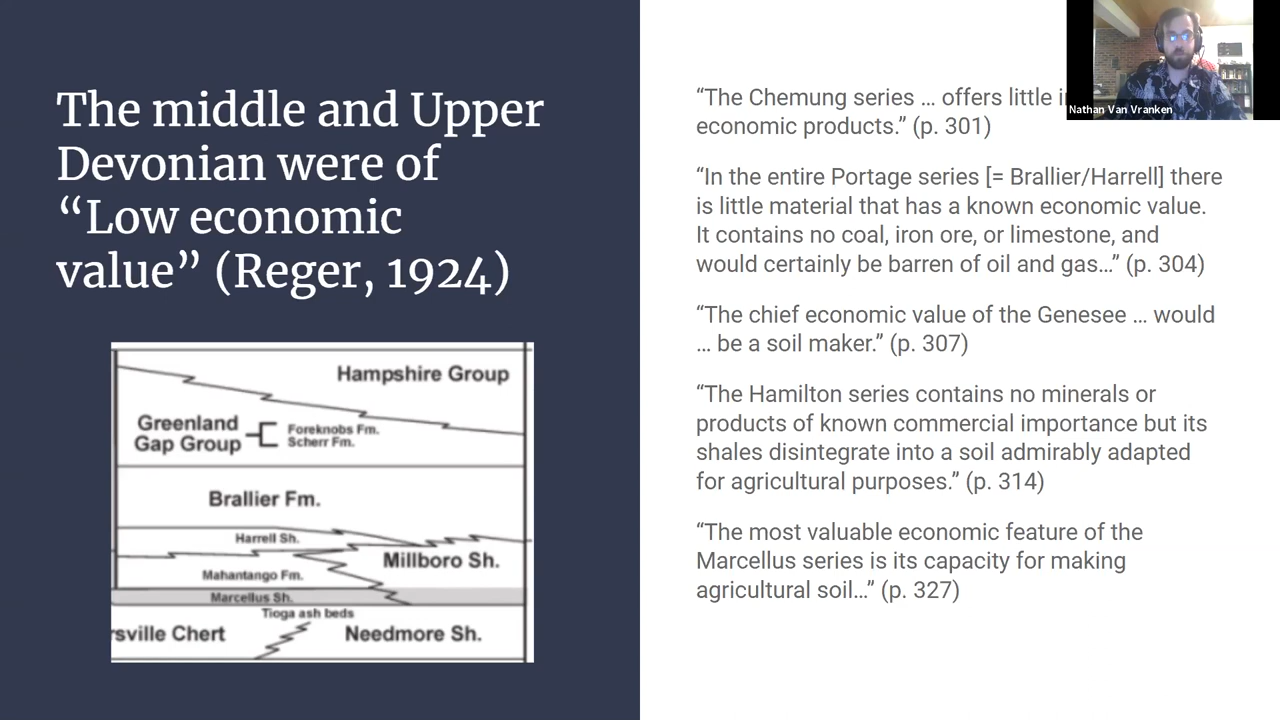 The middle and Upper
Devonian were of
“Low economic
value” (Reger, 1924)
Hampshire Group
Greenland
Gap Group
Foreknobs Fm.
Scherr Fm.
Brallier Fm.
Harrell Sh.
Millboro Sh.
Mahantango Fm.
Marcellus Sh.
Tioga ash beds
rsville Chert
Needmore Sh.
“The Chemung series … offers little
economic products.” (p. 301)
“In the entire Portage series [= Brallier/Harrell] there
is little material that has a known economic value.
It contains no coal, iron ore, or limestone, and
would certainly be barren of oil and gas…” (p. 304)
“The chief economic value of the Genesee … would
… be a soil maker.” (p. 307)
“The Hamilton series contains no minerals or
products of known commercial importance but its
shales disintegrate into a soil admirably adapted
for agricultural purposes.” (p. 314)
“The most valuable economic feature of the
Marcellus series is its capacity for making
agricultural soil…” (p. 327)
Nathan Van Vranken